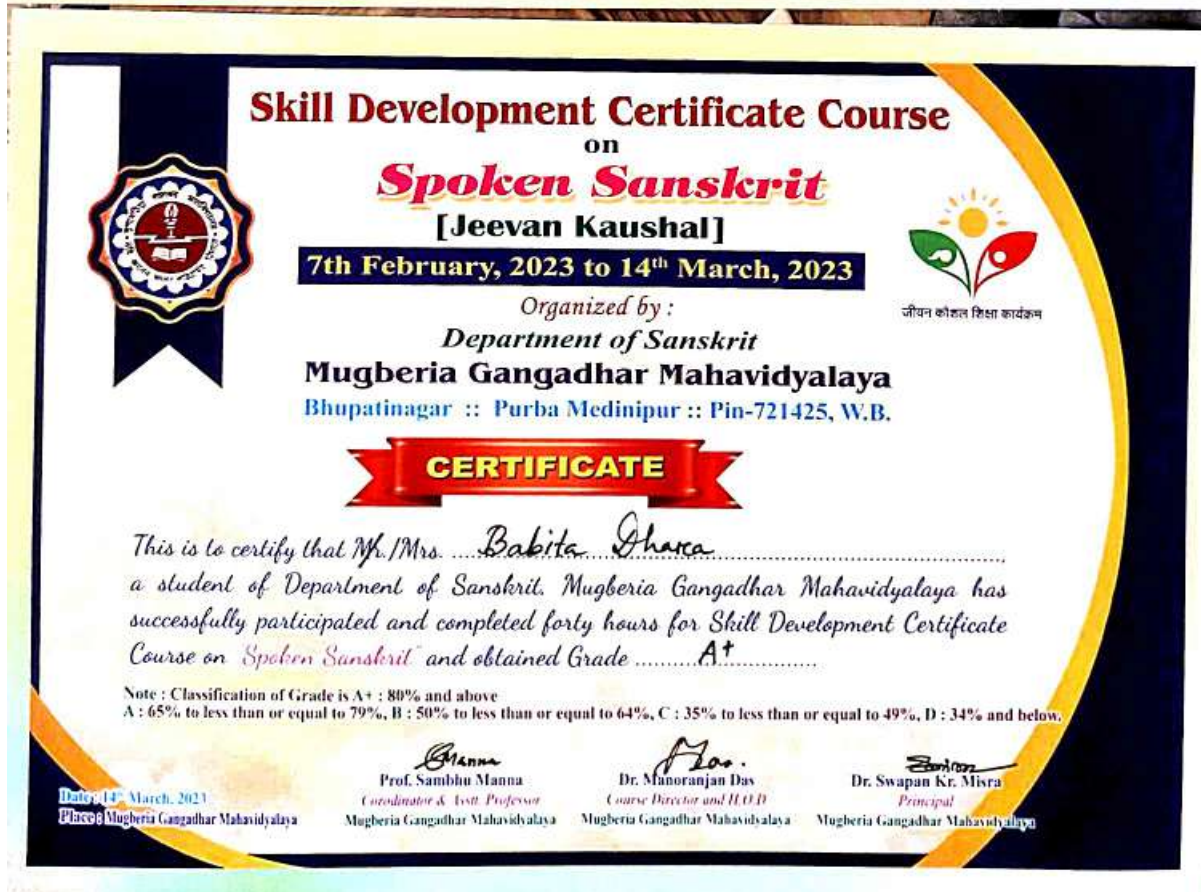 Skill Development Certificate Course
on
Spoken Sanskrit
[Jeevan Kaushal]
7th February, 2023 to 14th March, 2023
Organized by :
Department of Sanskrit
Mugberia Gangadhar Mahavidyalaya
Bhupatinagar :: Purba Medinipur :: Pin-721425, W.B.
जीवन कौशल शिक्षा कार्यक्रम
CERTIFICATE
This is to certify that Mr./Mrs. Babita Dhara
a student of Department of Sanskrit. Mugberia Gangadhar Mahavidyalaya has
successfully participated and completed forty hours for Skill Development Certificate
Course on "Spoken Sanskrit" and obtained Grade A+
Note : Classification of Grade is A+ : 80% and above
A : 65% to less than or equal to 79%, B : 50% to less than or equal to 64%, C : 35% to less than or equal to 49%, D : 34% and below.
Prof. Sambhu Manna
Coordinator & Asstt. Professor
Mugberia Gangadhar Mahavidyalaya
Dr. Manoranjan Das
Course Director and H.O.D
Mugberia Gangadhar Mahavidyalaya
Dr. Swapan Kr. Misra
Principal
Mugberia Gangadhar Mahavidyalaya
Date : 14th March, 2023
Place : Mugberia Gangadhar Mahavidyalaya